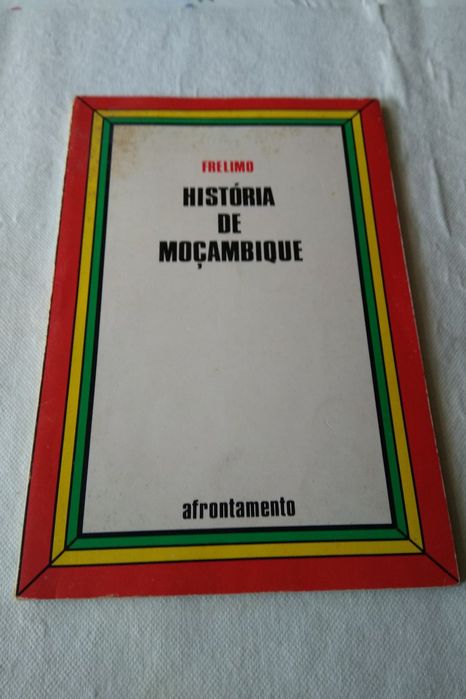 FRELIMO
HISTÓRIA
DE
MOÇAMBIQUE
afrontamento